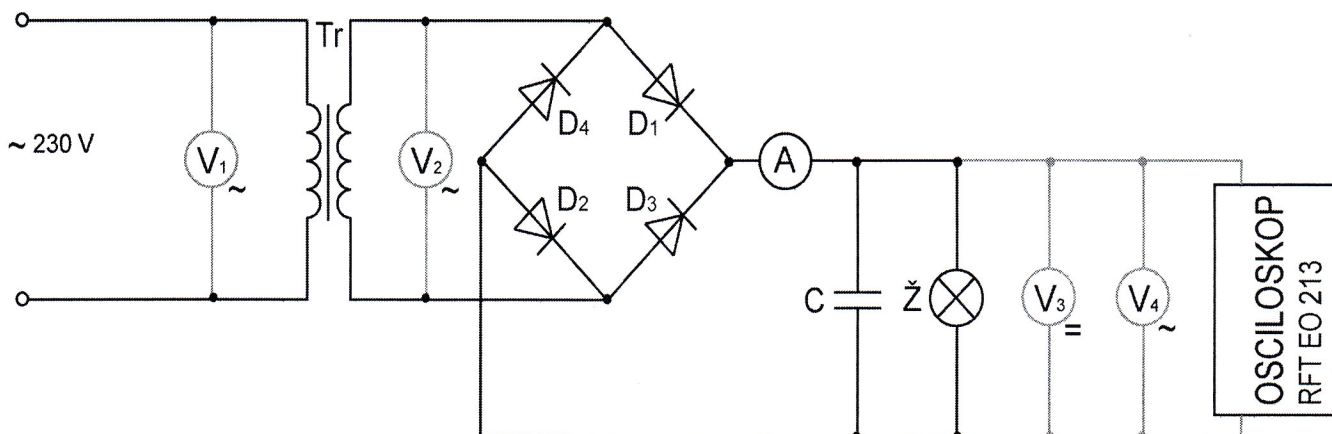 Tr
~ 230 V
V1
~
V2
~
D4
D1
D2
D3
A
C
Ž
V3
=
V4
~
OSCILOSKOP
RFT EO 213